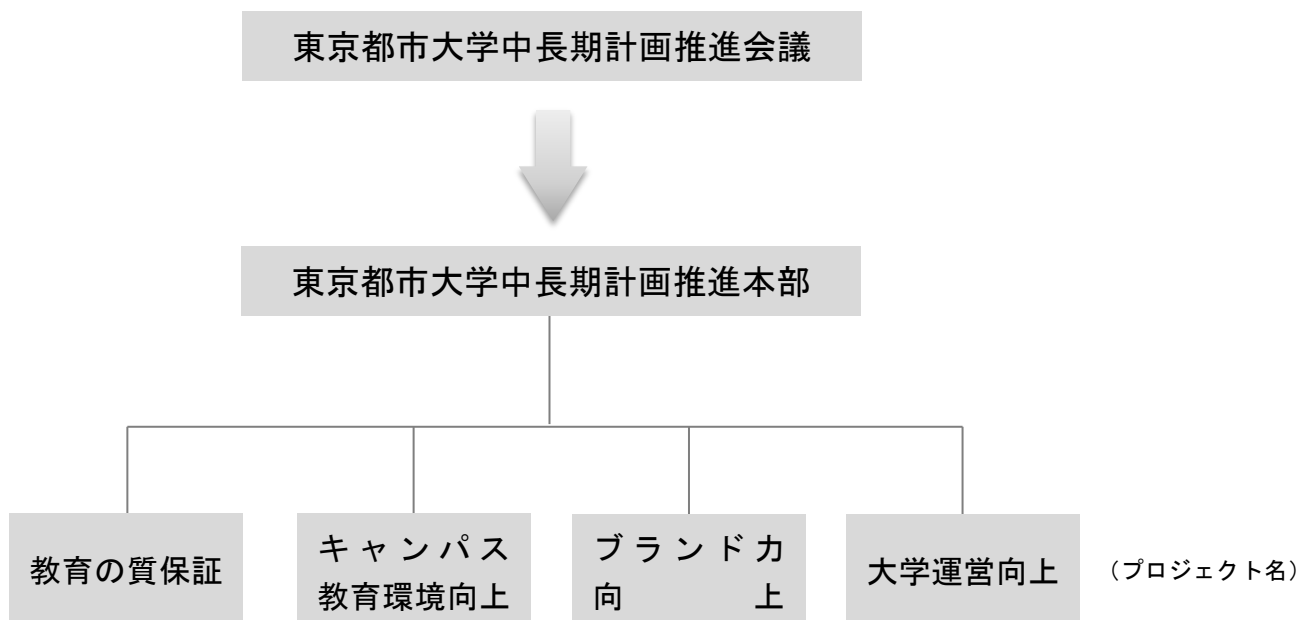 東京都市大学中長期計画推進会議
東京都市大学中長期計画推進本部
教育の質保証
キャンパス
教育環境向上
ブランド力
向上
大学運営向上
（プロジェクト名）